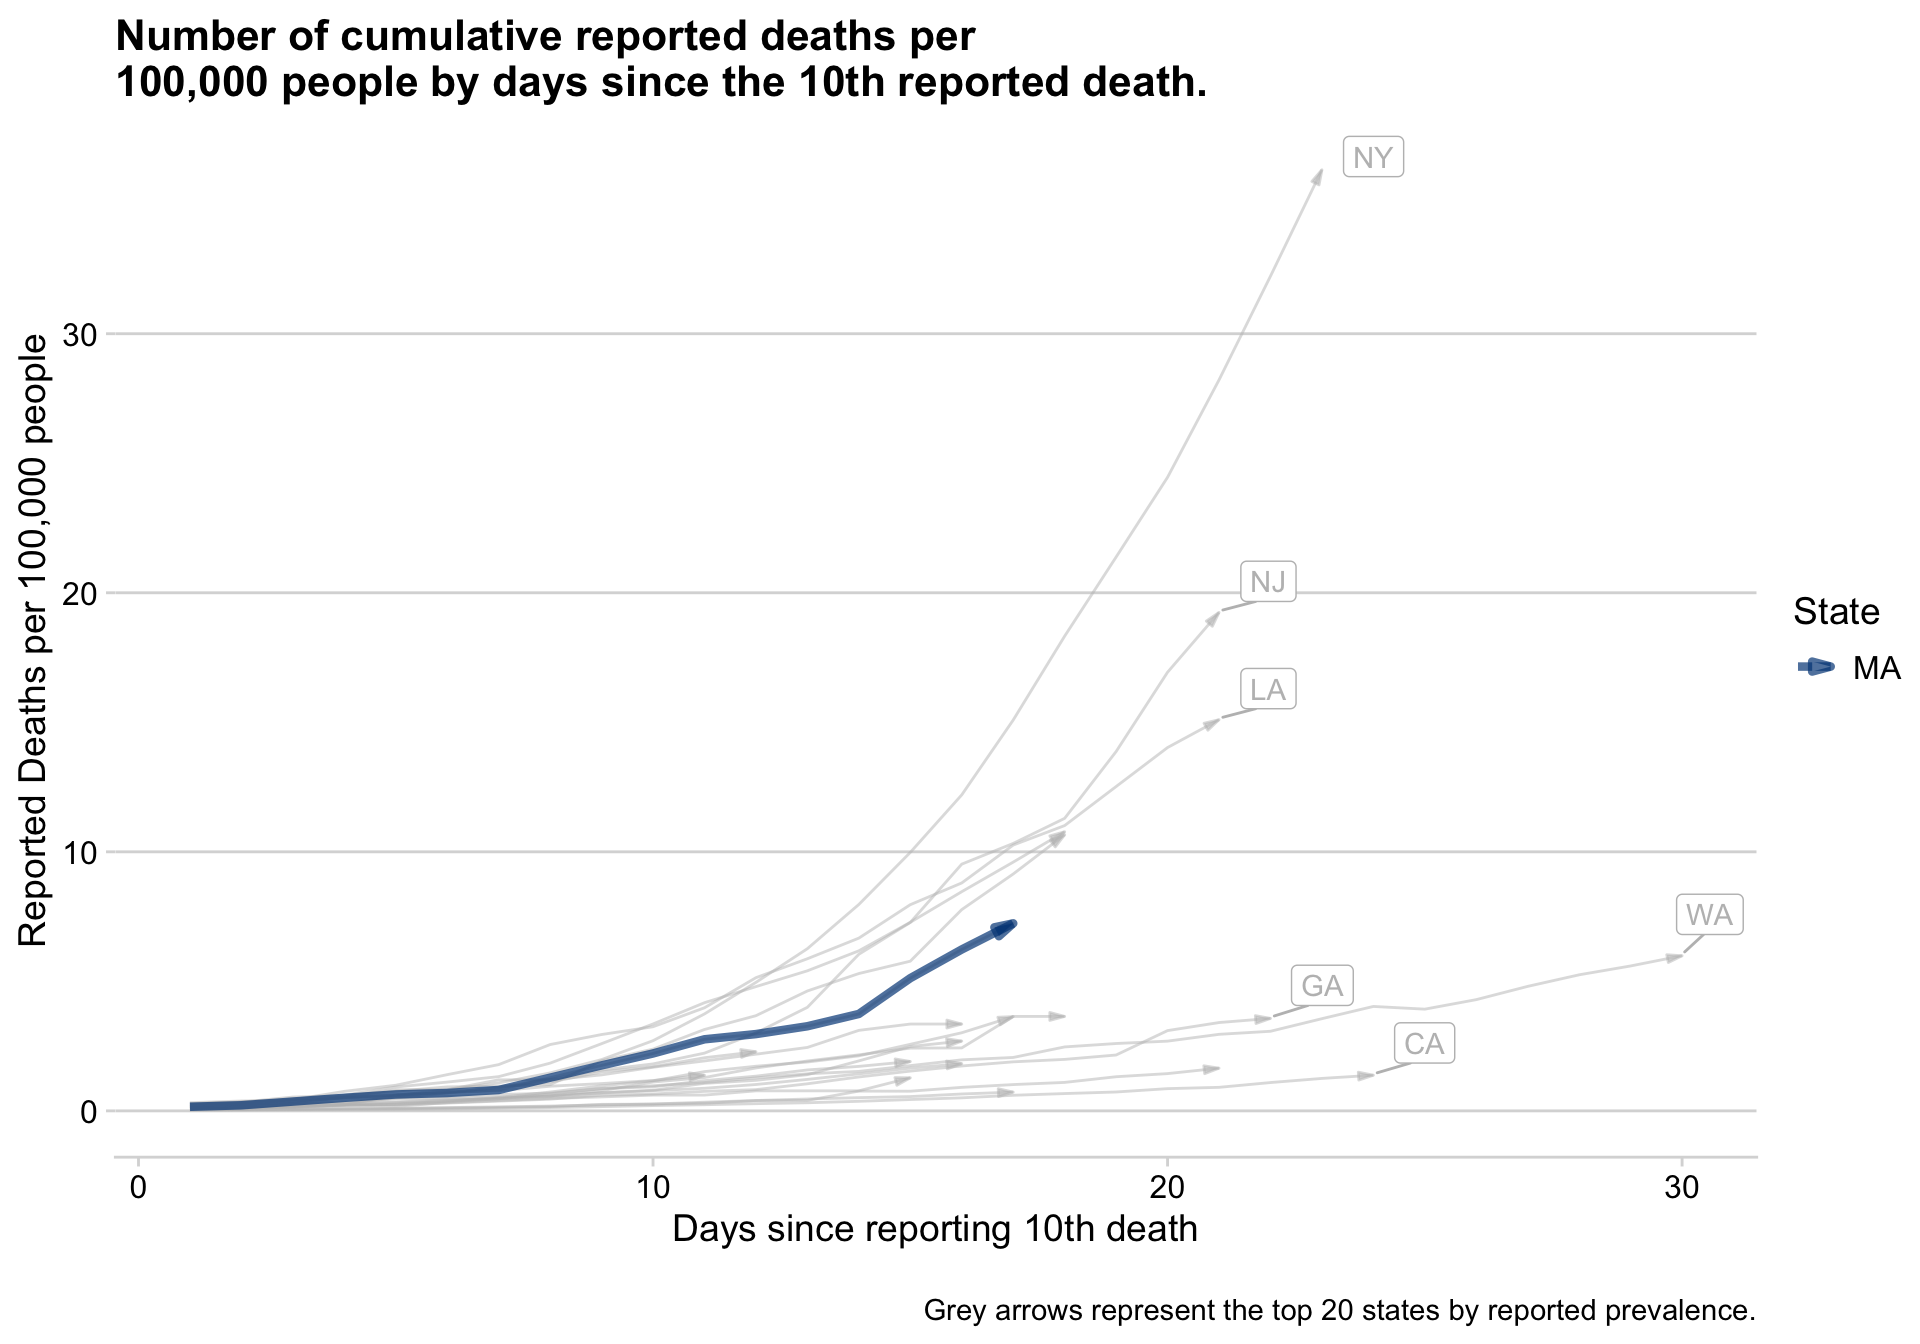 Number of cumulative reported deaths per
100,000 people by days since the 10th reported death.
NY
30
NJ
20
LA
State
MA
10
WA
GA
CA
0
Reported Deaths per 100,000 people
0 10 20 30
Days since reporting 10th death
Grey arrows represent the top 20 states by reported prevalence.